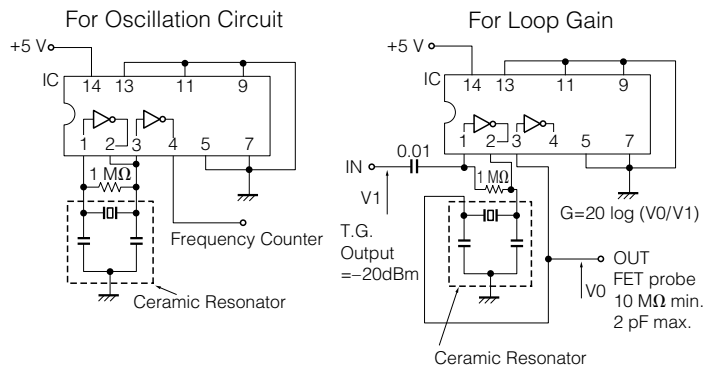 For Oscillation Circuit
+5 V
IC
14 13 11 9
1 2 3 4 5 7
1 MΩ
Frequency Counter
Ceramic Resonator
For Loop Gain
+5 V
IC
14 13 11 9
1 2 3 4 5 7
IN
0.01
1 MΩ
V1
G=20 log (V0/V1)
T.G.
Output
=−20dBm
OUT
V0
FET probe
10 MΩ min.
2 pF max.
Ceramic Resonator